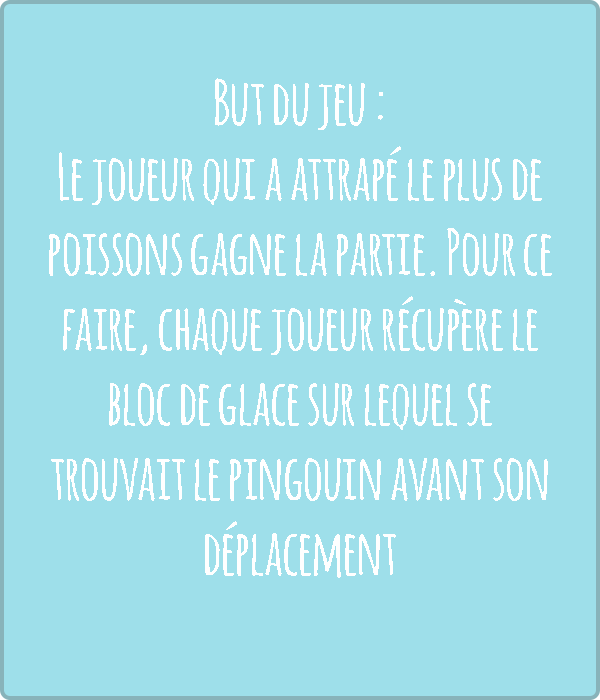 But du jeu :
Le joueur qui a attrapé le plus de
poissons gagne la partie. Pour ce
faire, chaque joueur récupère le
bloc de glace sur lequel se
trouvait le pingouin avant son
déplacement